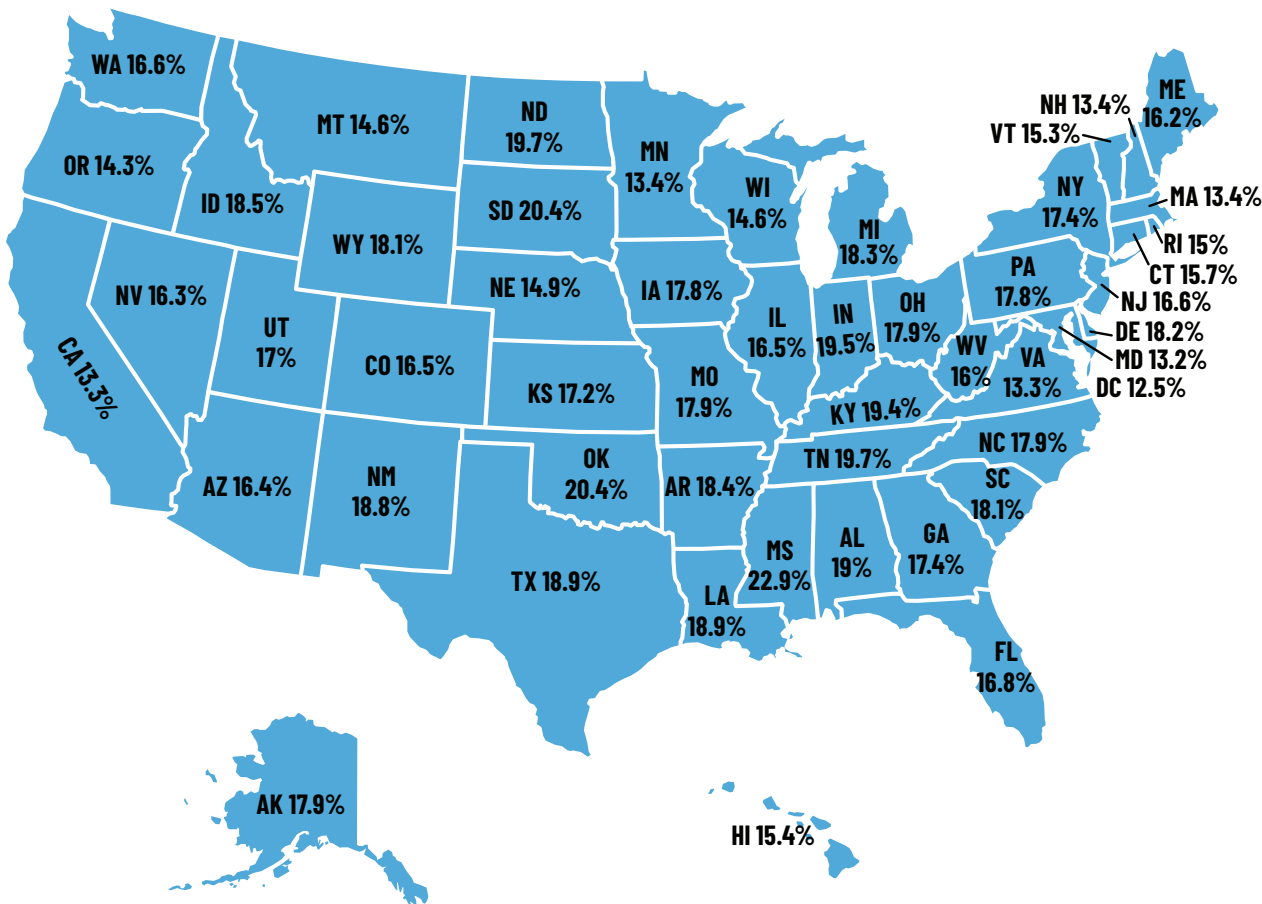 WA 16.6%
MT 14.6%
ND
19.7%
MN
13.4%
NH 13.4%
ME
16.2%
VT 15.3%
OR 14.3%
ID 18.5%
WY 18.1%
SD 20.4%
WI
14.6%
MI
18.3%
NY
17.4%
MA 13.4%
RI 15%
CT 15.7%
NJ 16.6%
DE 18.2%
MD 13.2%
DC 12.5%
NV 16.3%
UT
17%
CO 16.5%
NE 14.9%
IA 17.8%
IL
16.5%
IN
19.5%
OH
17.9%
PA
17.8%
WV
16%
VA
13.3%
CA 13.3%
KS 17.2%
MO
17.9%
KY 19.4%
NC 17.9%
TN 19.7%
SC
18.1%
AZ 16.4%
NM
18.8%
OK
20.4%
AR 18.4%
TX 18.9%
LA
18.9%
MS
22.9%
AL
19%
GA
17.4%
FL
16.8%
AK 17.9%
HI 15.4%